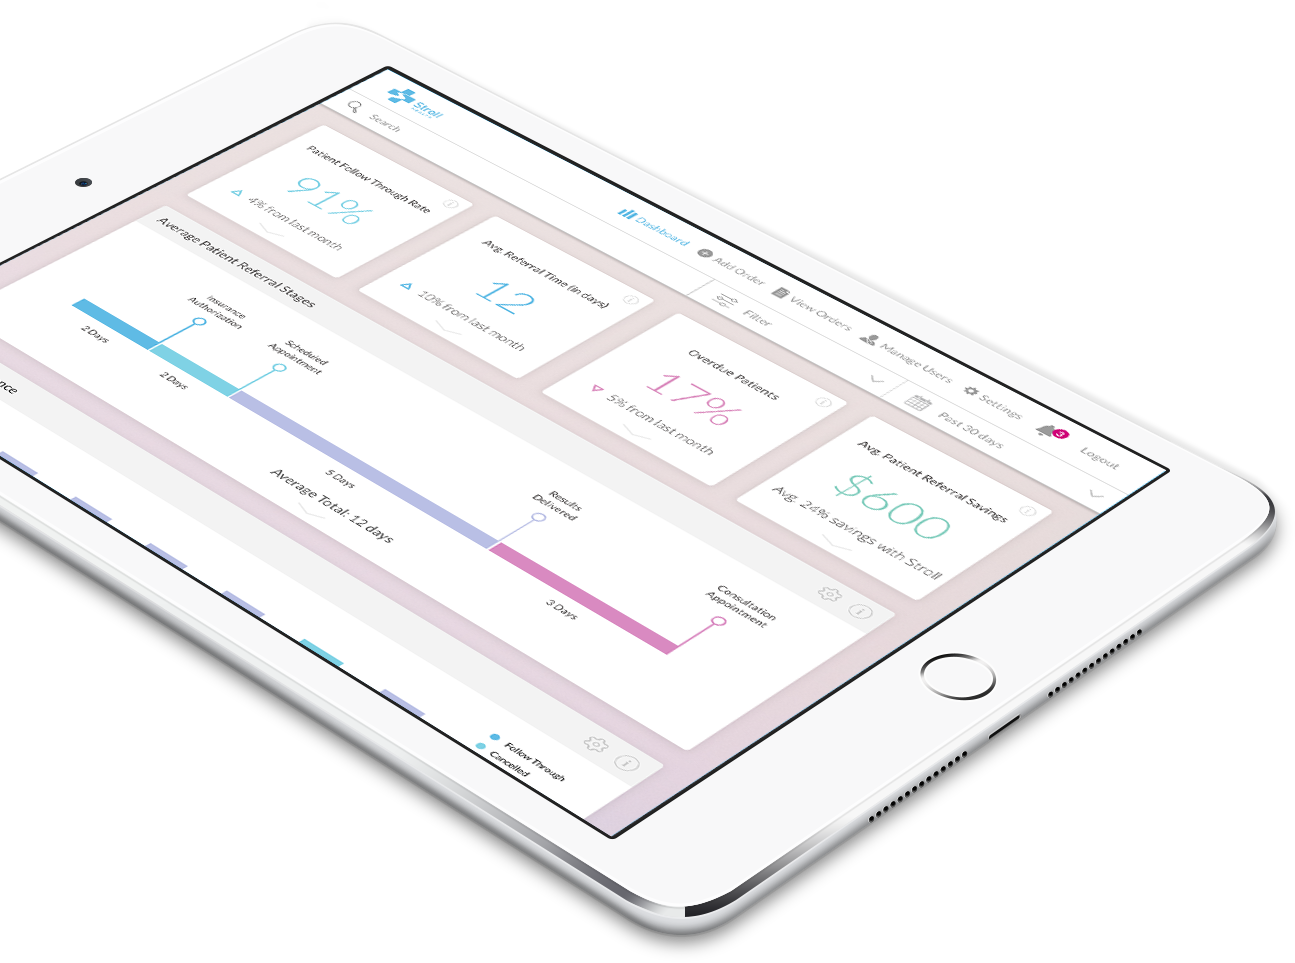 Stroll
Search
Dashboard
Add Order
View Orders
Manage Users
Settings
3
Logout
Filter
Past 30 days
Patient Follow Through Rate
91%
4% from last month
Avg. Referral Time (in days)
12
10% from last month
Overdue Patients
17%
5% from last month
Avg. Patient Referral Savings
$600
Avg. 24% savings with Stroll
Average Patient Referral Stages
Insurance
Authorization
Scheduled
Appointment
Results
Delivered
Consultation
Appointment
2 Days
2 Days
5 Days
3 Days
Average Total: 12 days
nce
Follow Through
Cancelled